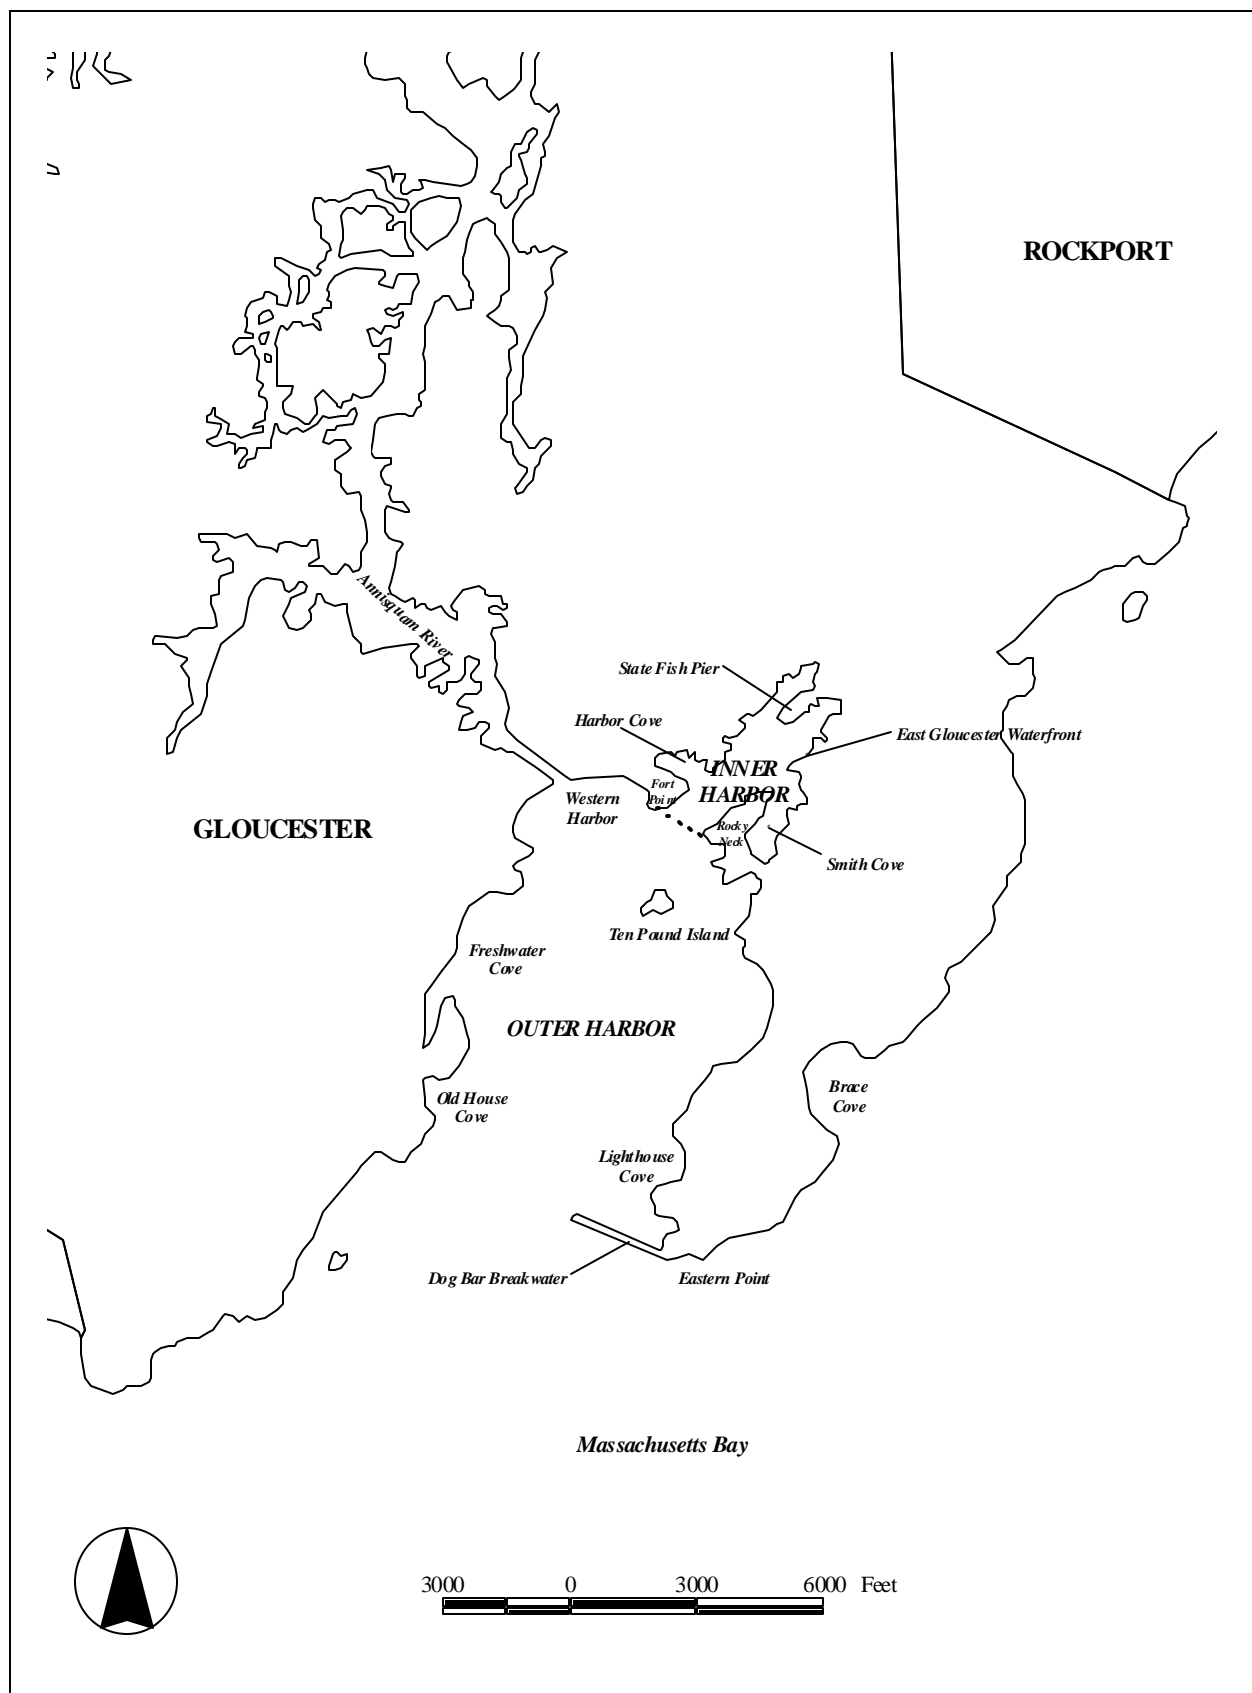 ROCKPORT
Annisquam River
State Fish Pier
Harbor Cove
East Gloucester Waterfront
INNER
HARBOR
Fort
Point
Western
Harbor
GLOUCESTER
Rocky
Neck
Smith Cove
Ten Pound Island
Freshwater
Cove
OUTER HARBOR
Brace
Cove
Old House
Cove
Lighthouse
Cove
Dog Bar Breakwater
Eastern Point
Massachusetts Bay
3000 0 3000 6000 Feet